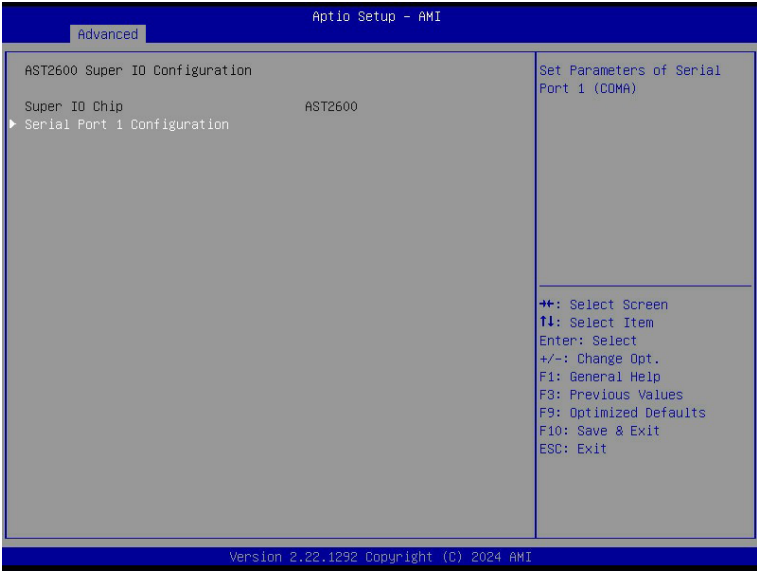 Aptio Setup - AMI
Advanced
AST2600 Super IO Configuration
Super IO Chip AST2600
Serial Port 1 Configuration
Set Parameters of Serial
Port 1 (COMA)
→←: Select Screen
↑↓: Select Item
Enter: Select
+/-: Change Opt.
F1: General Help
F3: Previous Values
F9: Optimized Defaults
F10: Save & Exit
ESC: Exit
Version 2.22.1292 Copyright (C) 2024 AMI